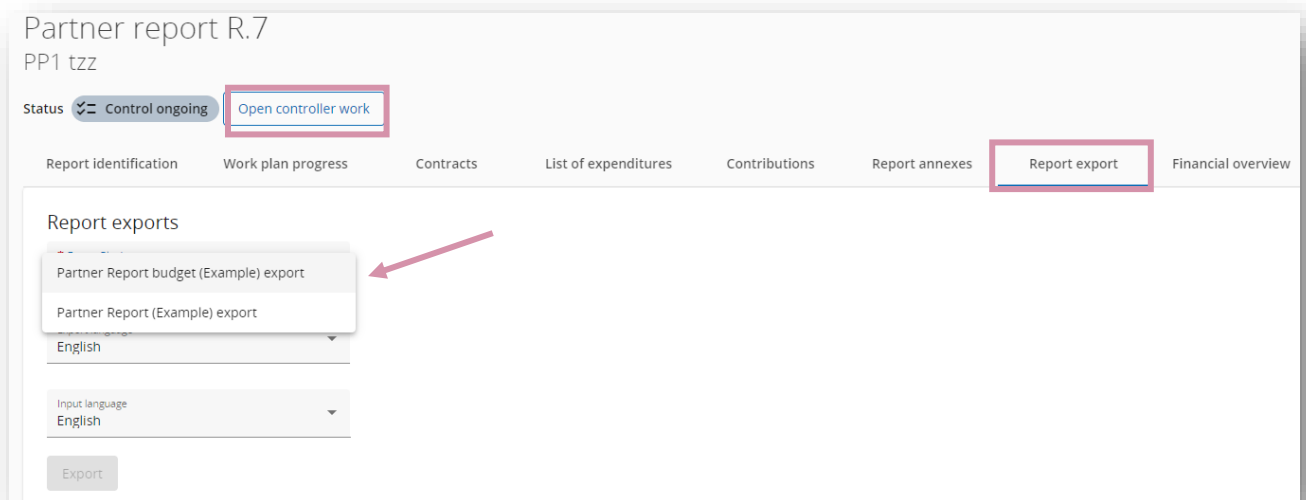 Partner report R.7
PP1 tzz
Status Control ongoing Open controller work
Report identification Work plan progress Contracts List of expenditures Contributions Report annexes Report export Financial overview
Report exports
Partner Report budget (Example) export
Partner Report (Example) export
English
Input language
English
Export